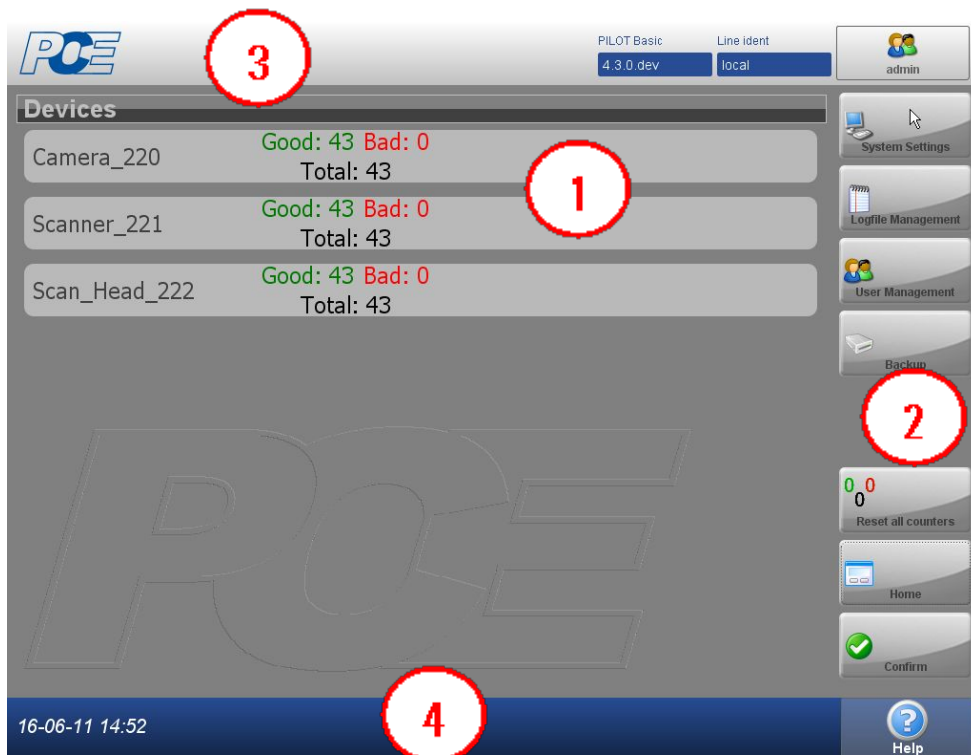 PCE
3
PILOT Basic
Line ident
4.3.0.dev
local
admin
Devices
Camera_220
Good: 43 Bad: 0
Total: 43
1
Scanner_221
Good: 43 Bad: 0
Total: 43
Scan_Head_222
Good: 43 Bad: 0
Total: 43
System Settings
Logfile Management
User Management
Backup
2
0 0
0
Reset all counters
Home
Confirm
PCE
16-06-11 14:52
4
?
Help